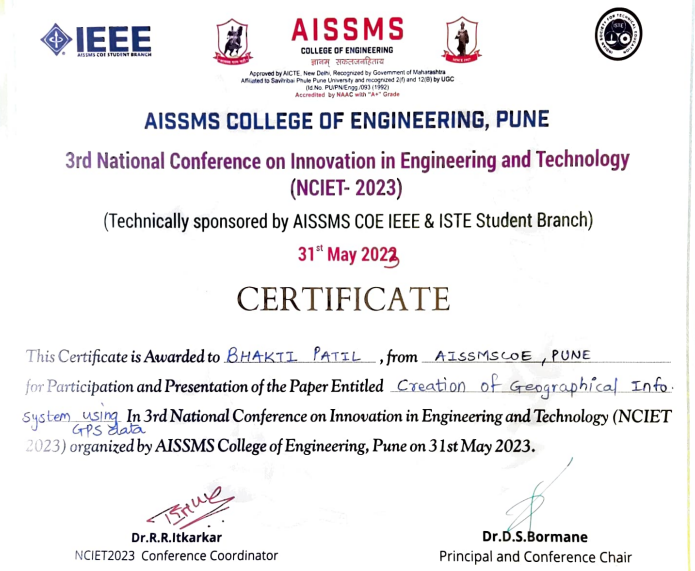 IEEE
AISSMS COE STUDENT BRANCH
AISSMS
COLLEGE OF ENGINEERING
ज्ञानम् सकलजनहिताय
Approved by AICTE, New Delhi, Recognized by Government of Maharashtra
Affiliated to Savitribai Phule Pune University and recognized 2(f) and 12(B) by UGC
(Id.No. PU/PN/Engg./093 (1992)
Accredited by NAAC with "A+" Grade
AISSMS COLLEGE OF ENGINEERING, PUNE
3rd National Conference on Innovation in Engineering and Technology
(NCIET- 2023)
(Technically sponsored by AISSMS COE IEEE & ISTE Student Branch)
31st May 2023
CERTIFICATE
This Certificate is Awarded to BHAKTI PATIL , from AISSMSCOE , PUNE
for Participation and Presentation of the Paper Entitled Creation of Geographical Info.
system using In 3rd National Conference on Innovation in Engineering and Technology (NCIET
GPS data
2023) organized by AISSMS College of Engineering, Pune on 31st May 2023.
Dr.R.R.Itkarkar
NCIET2023 Conference Coordinator
Dr.D.S.Bormane
Principal and Conference Chair